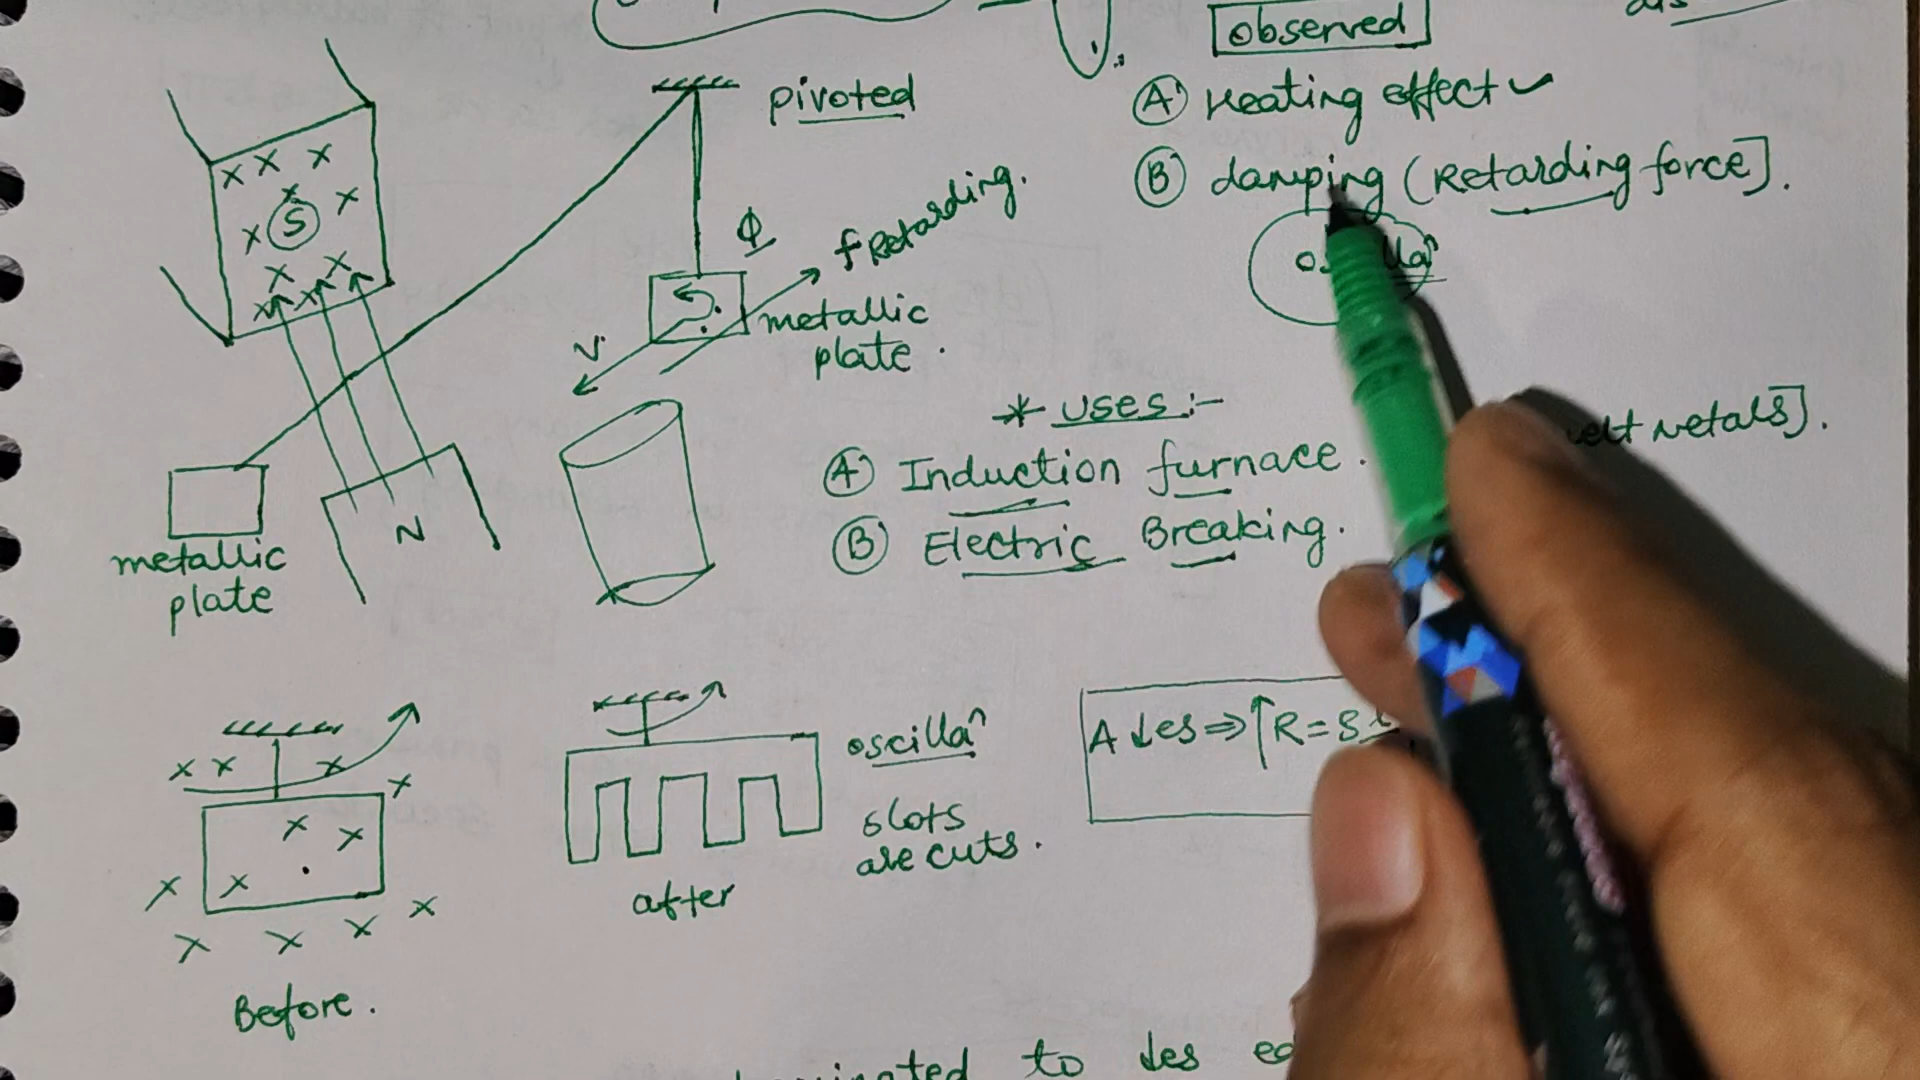 observed
pivoted
(A) Heating effect
(B) damping (Retarding force].
F Retarding.
S
ϕ
metallic
plate.
V.
* uses:-
(A) Induction furnace.
metals].
(B) Electric Breaking.
N
metallic
plate
oscillaⁿ
slots
are cuts.
A ↓es ⇒ ↑R = S
after
Before.
to ↓es